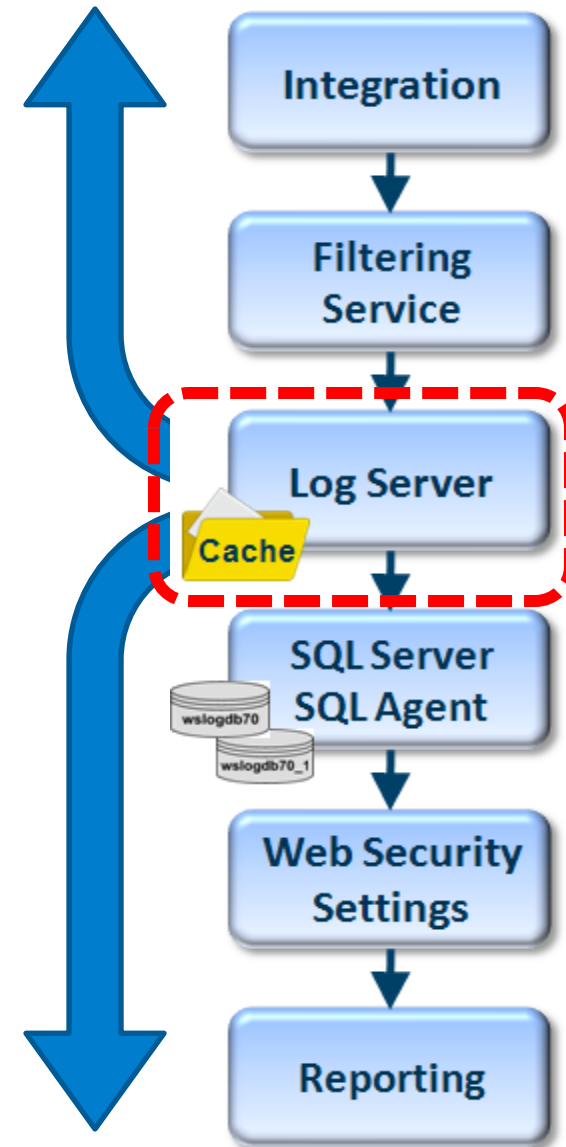 Integration
Filtering
Service
Log Server
Cache
SQL Server
SQL Agent
wslogdb70
wslogdb70_1
Web Security
Settings
Reporting